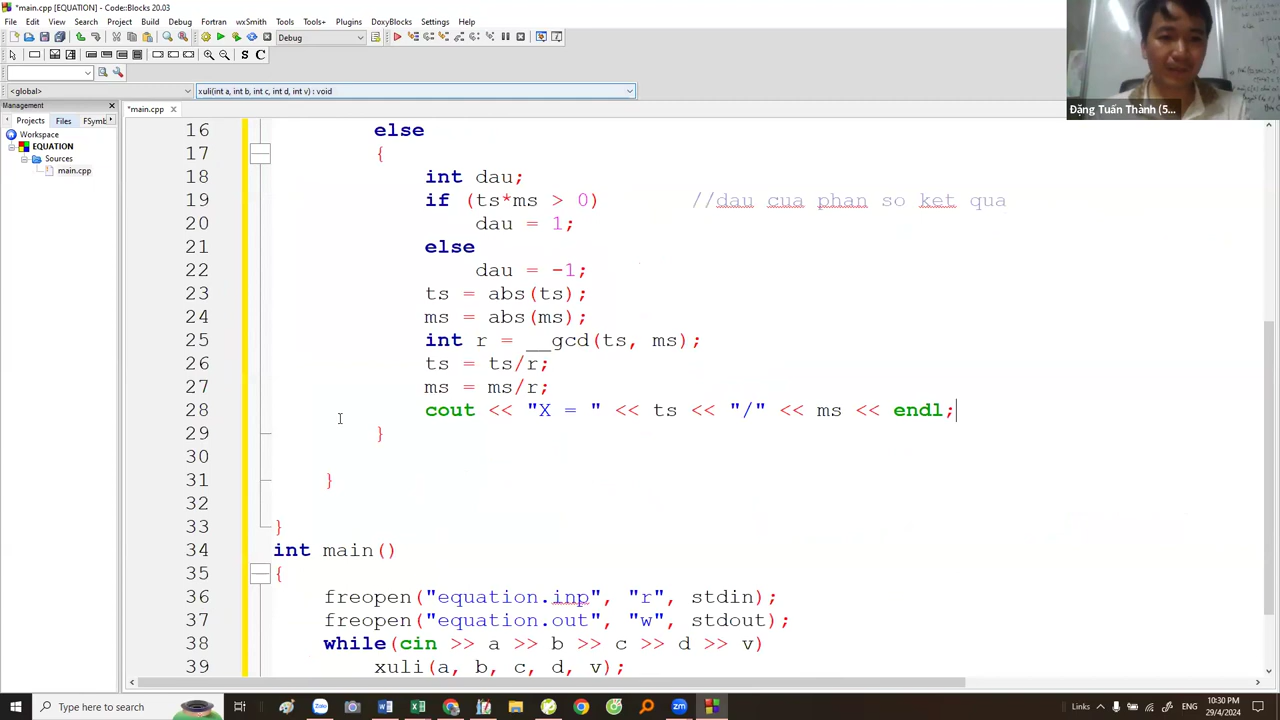 *main.cpp [EQUATION] - Code::Blocks 20.03
File Edit View Search Project Build Debug Fortran wxSmith Tools Tools+ Plugins DoxyBlocks Settings Help
Debug
S C
<global> xuli(int a, int b, int c, int d, int v) : void
Management
*main.cpp
Projects Files FSymb
Workspace
EQUATION
Sources
main.cpp
16 else
17 {
18 int dau;
19 if (ts*ms > 0) //dau cua phan so ket qua
20 dau = 1;
21 else
22 dau = -1;
23 ts = abs(ts);
24 ms = abs(ms);
25 int r = __gcd(ts, ms);
26 ts = ts/r;
27 ms = ms/r;
28 cout << "X = " << ts << "/" << ms << endl;
29 }
30
31 }
32
33 }
34 int main()
35 {
36 freopen("equation.inp", "r", stdin);
37 freopen("equation.out", "w", stdout);
38 while(cin >> a >> b >> c >> d >> v)
39 xuli(a, b, c, d, v);
Đặng Tuấn Thành (5...
Type here to search
Links
ENG
10:30 PM
29/4/2024